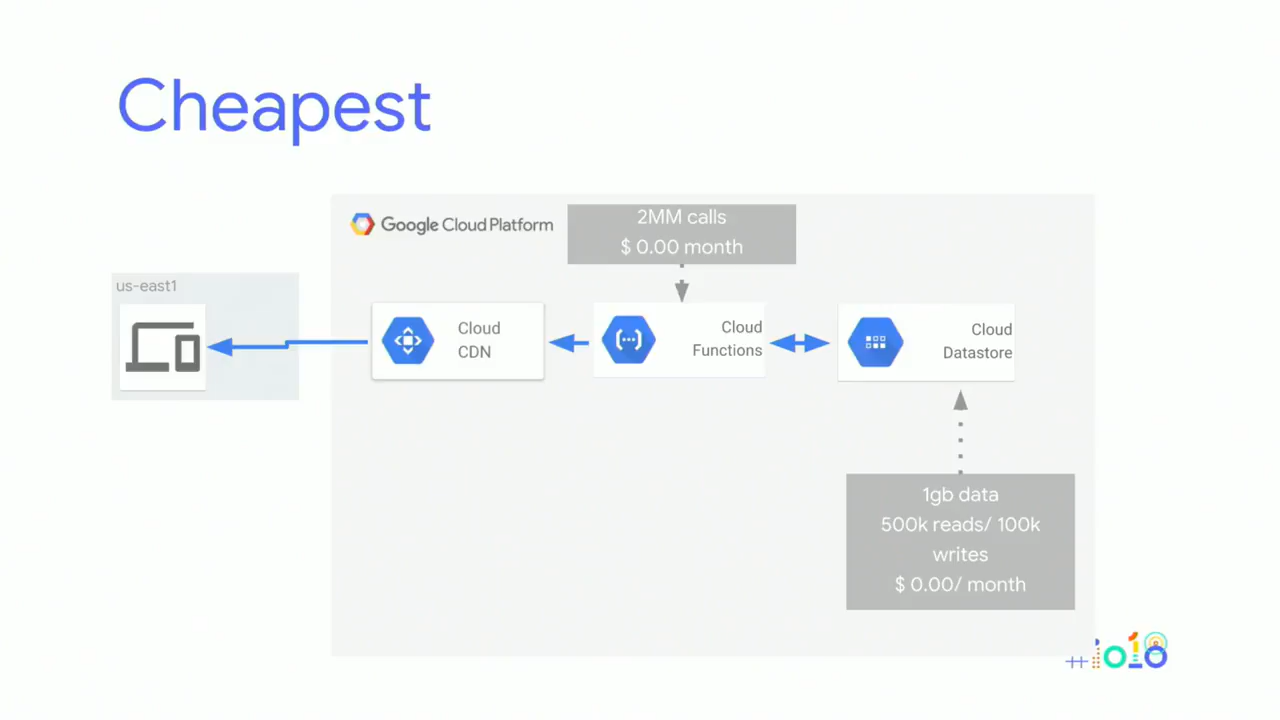 Cheapest
Google Cloud Platform
2MM calls
$ 0.00 month
us-east1
Cloud
CDN
Cloud
Functions
Cloud
Datastore
1gb data
500k reads/ 100k
writes
$ 0.00/ month
#io18